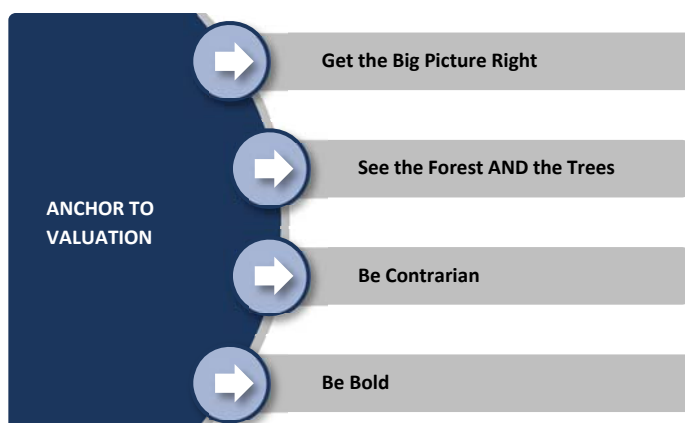 Get the Big Picture Right
See the Forest AND the Trees
ANCHOR TO
VALUATION
Be Contrarian
Be Bold